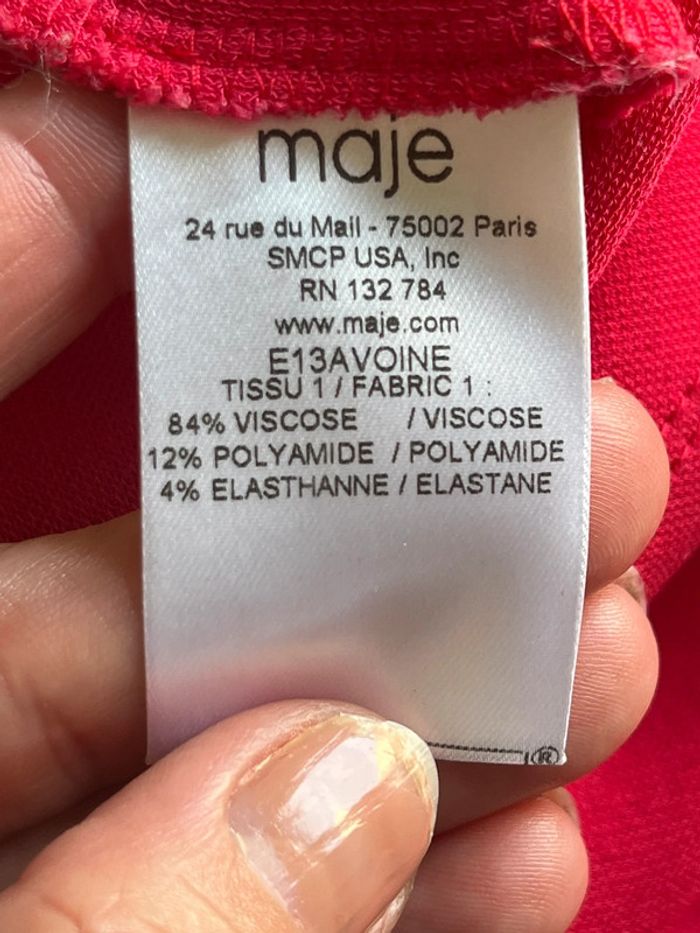 maje
24 rue du Mail - 75002 Paris
SMCP USA, Inc
RN 132 784
www.maje.com
E13AVOINE
TISSU 1 / FABRIC 1 :
84% VISCOSE / VISCOSE
12% POLYAMIDE / POLYAMIDE
4% ELASTHANNE / ELASTANE
®